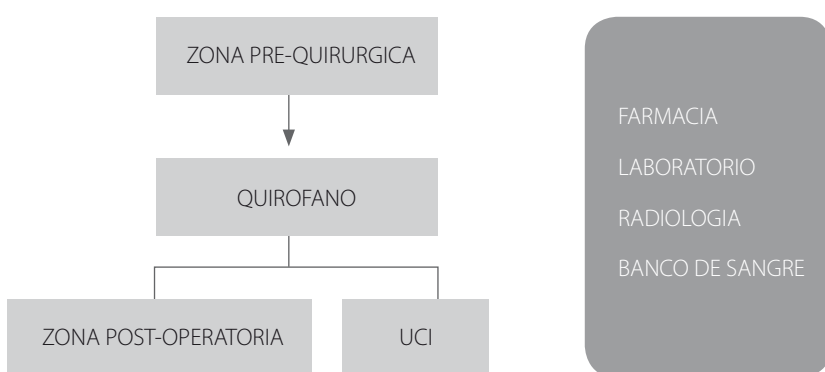 ZONA PRE-QUIRURGICA
QUIROFANO
ZONA POST-OPERATORIA
UCI
FARMACIA
LABORATORIO
RADIOLOGIA
BANCO DE SANGRE